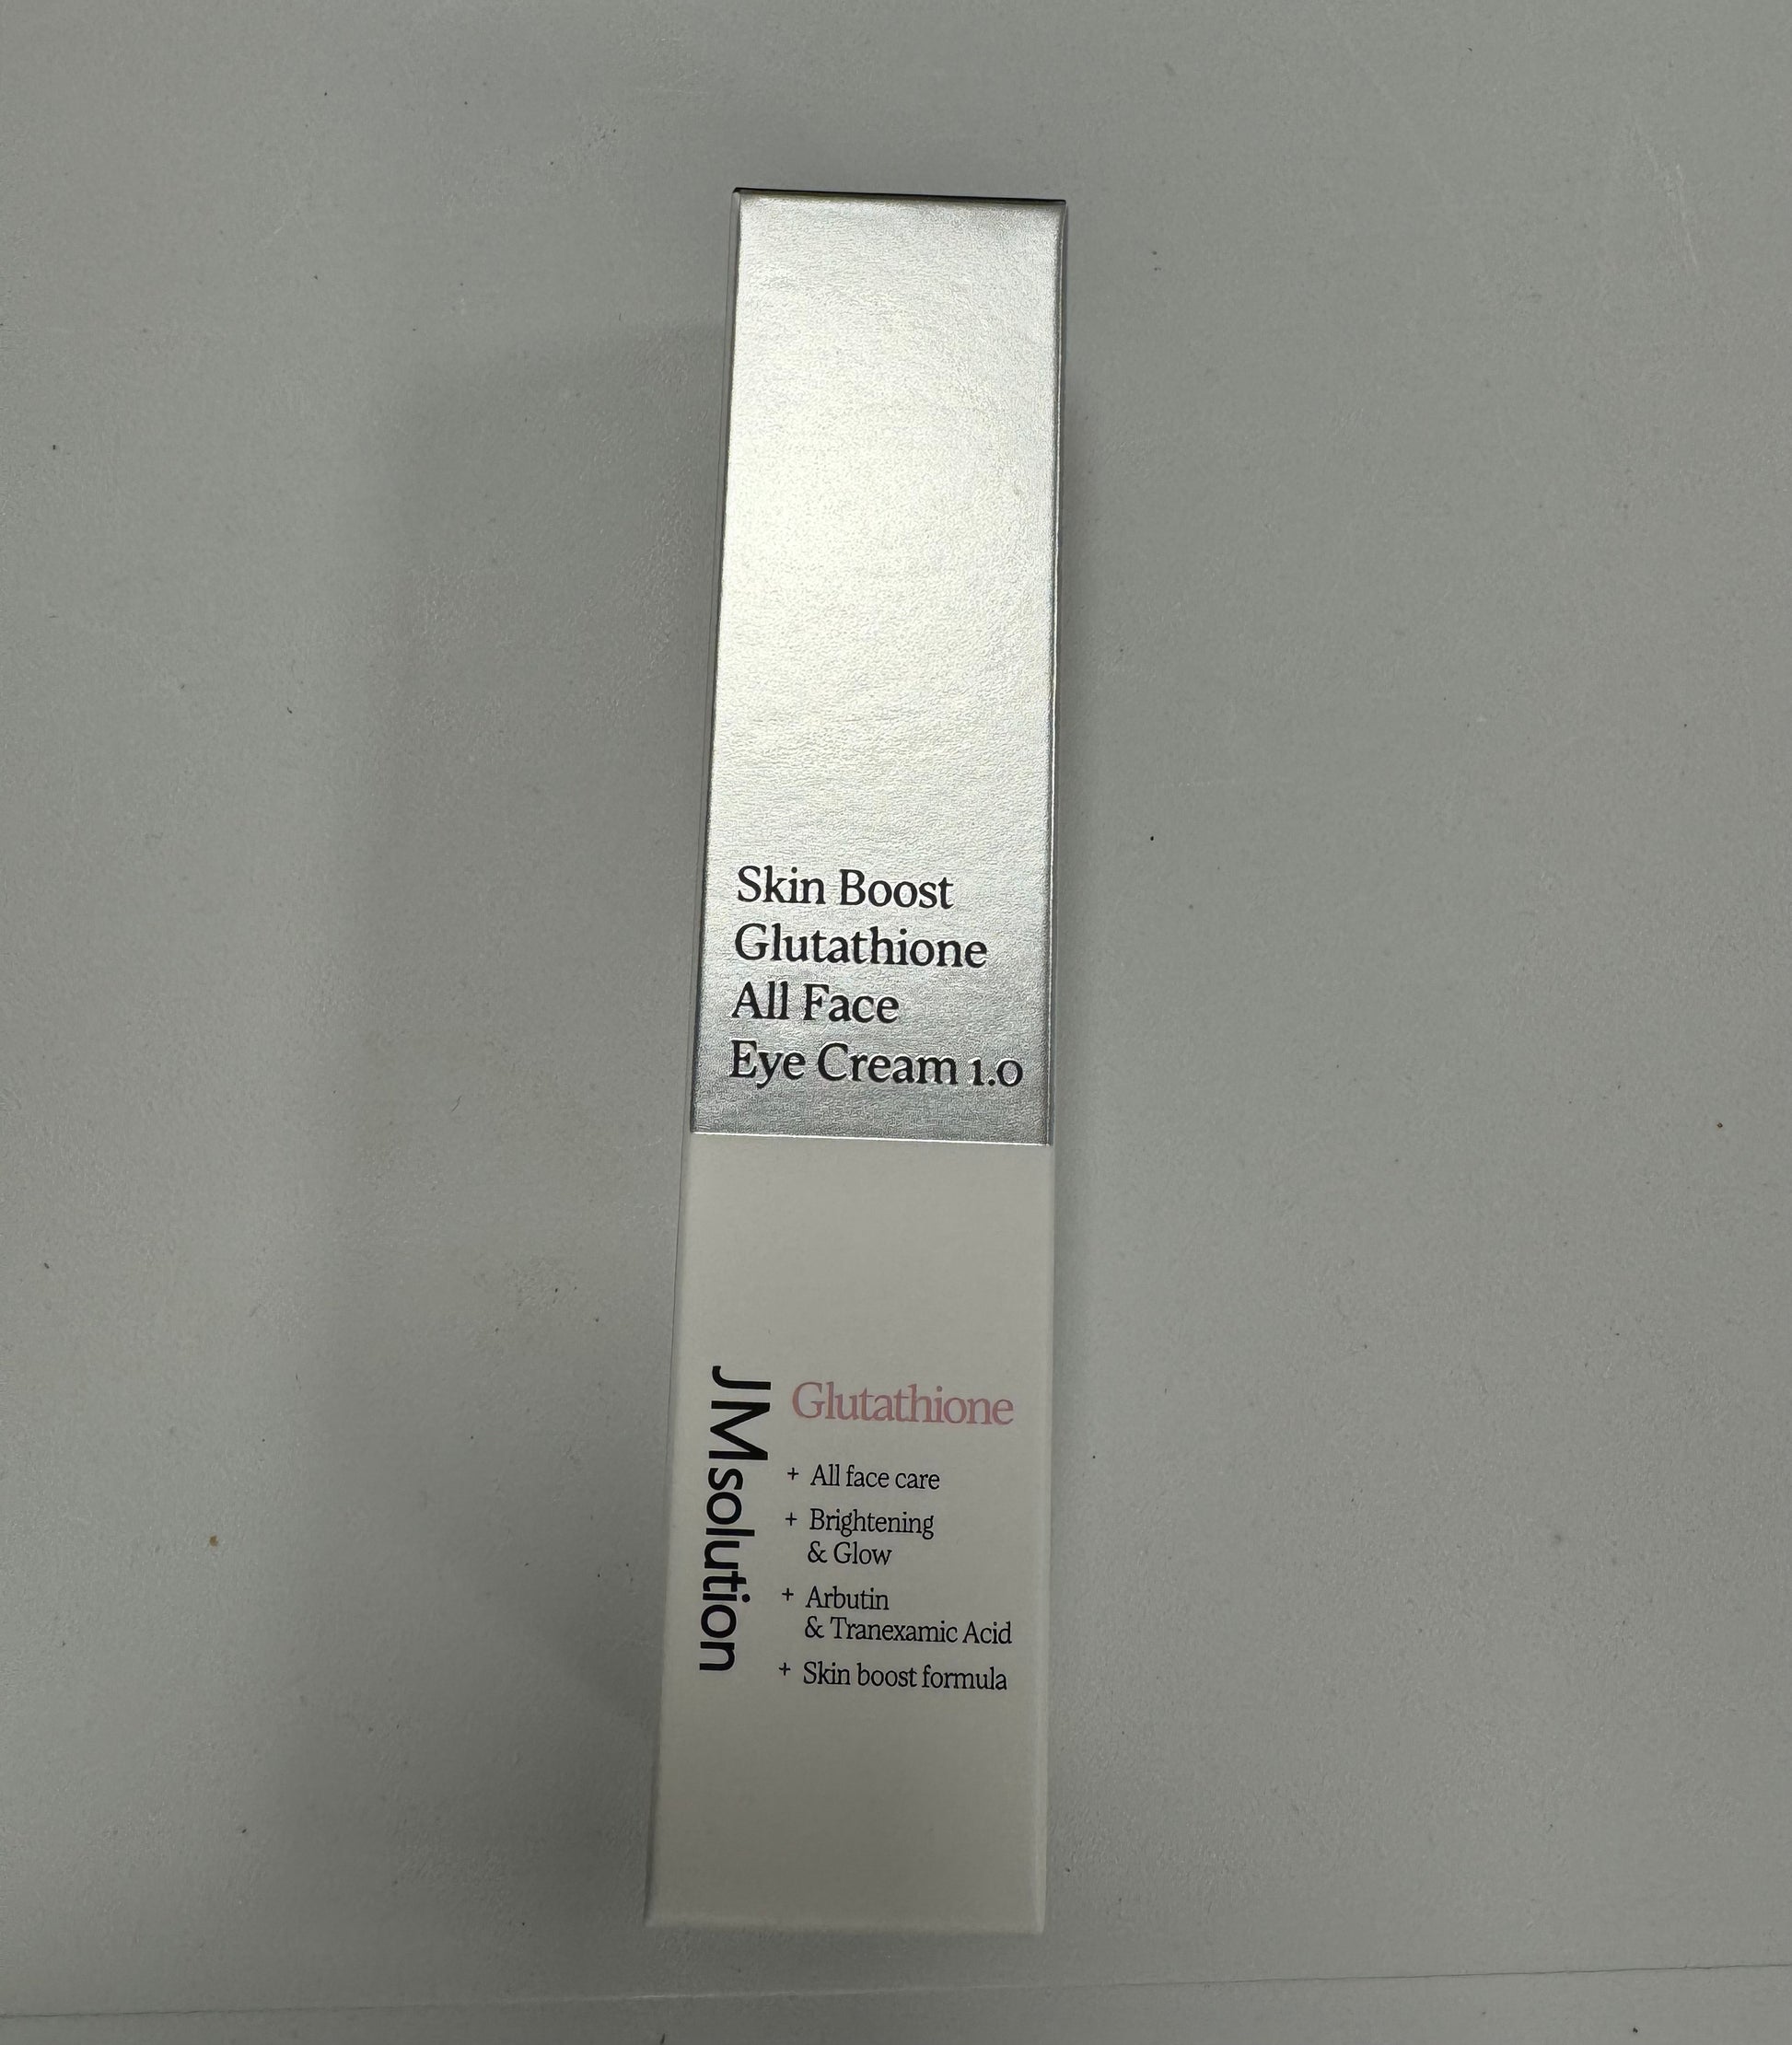 Skin Boost
Glutathione
All Face
Eye Cream 1.0
JMsolution
Glutathione
+ All face care
+ Brightening
& Glow
+ Arbutin
& Tranexamic Acid
+ Skin boost formula